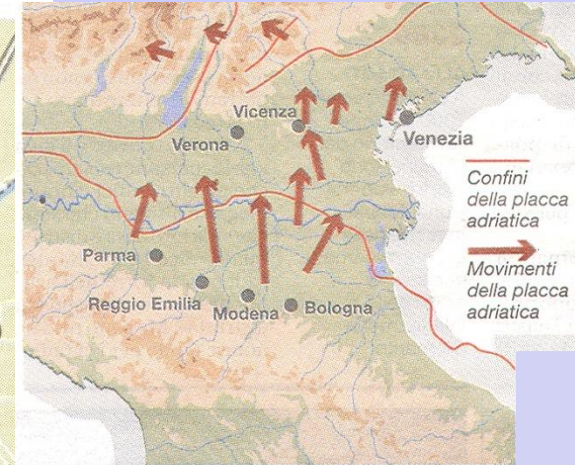 Vicenza
Verona
Venezia
Confini
della placca
adriatica
Parma
Movimenti
della placca
adriatica
Reggio Emilia
Modena
Bologna